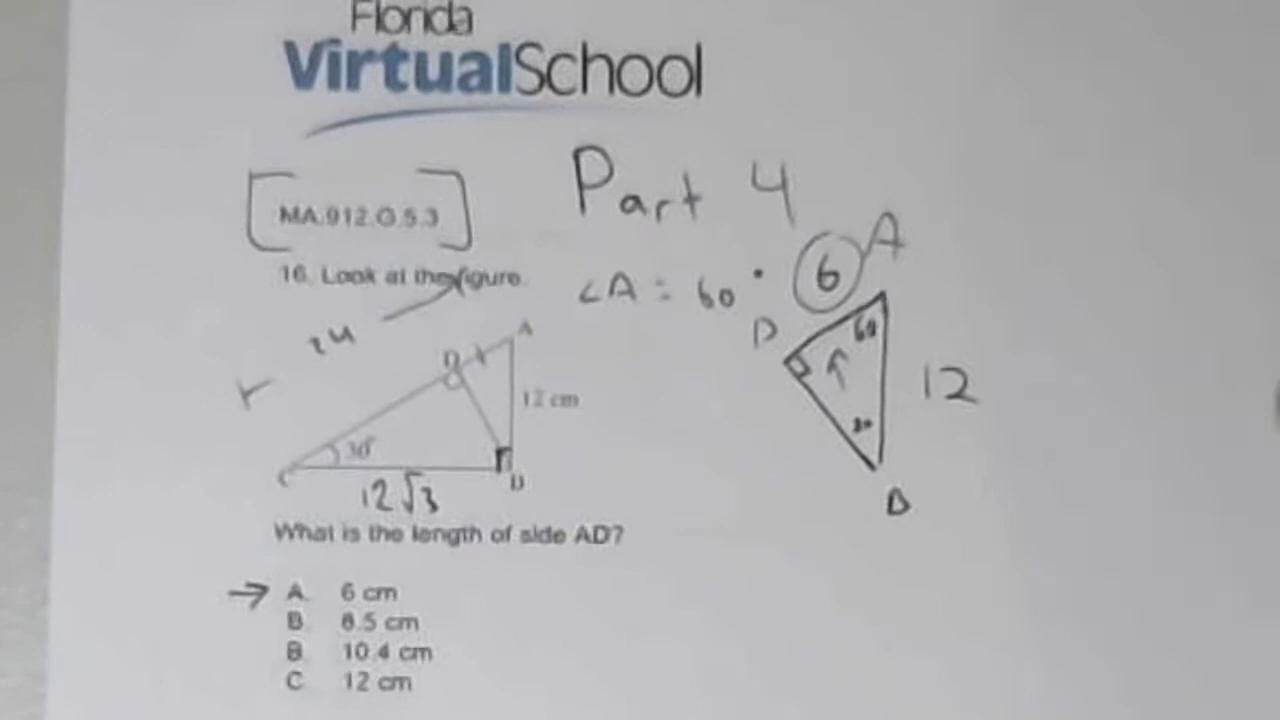 Florida
VirtualSchool
Part 4
MA.912.G.5.3
16. Look at the figure.
∠A = 60°
6
A
24
D
60
A
D
12 cm
12
30°
30
C
B
12√3
B
What is the length of side AD?
→ A. 6 cm
B 8.5 cm
B 10.4 cm
C 12 cm